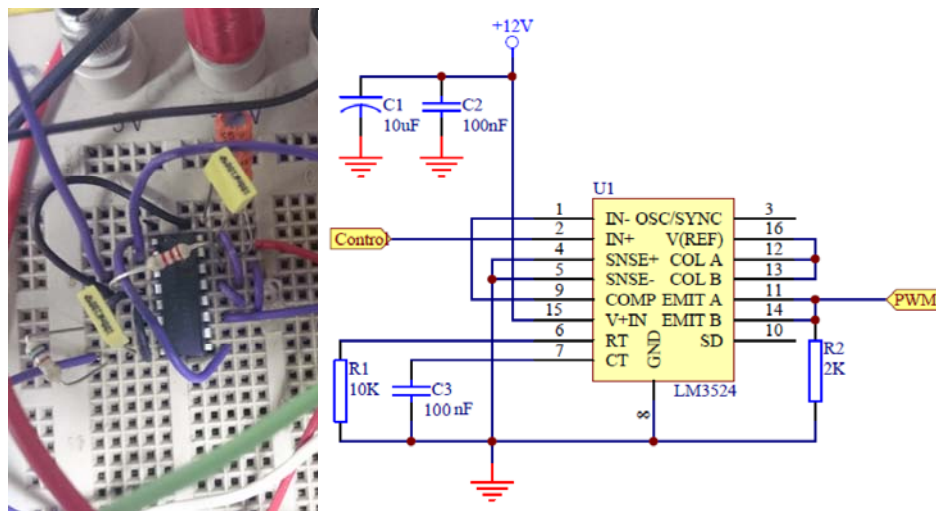 +12V
C1
10uF
C2
100nF
U1
1 IN- OSC/SYNC 3
Control 2 IN+ V(REF) 16
4 SNSE+ COL A 12
5 SNSE- COL B 13
9 COMP EMIT A 11 PWM
15 V+IN EMIT B 14
6 RT SD 10
7 CT GND
8
LM3524
R1
10K
C3
100 nF
R2
2K
5V V